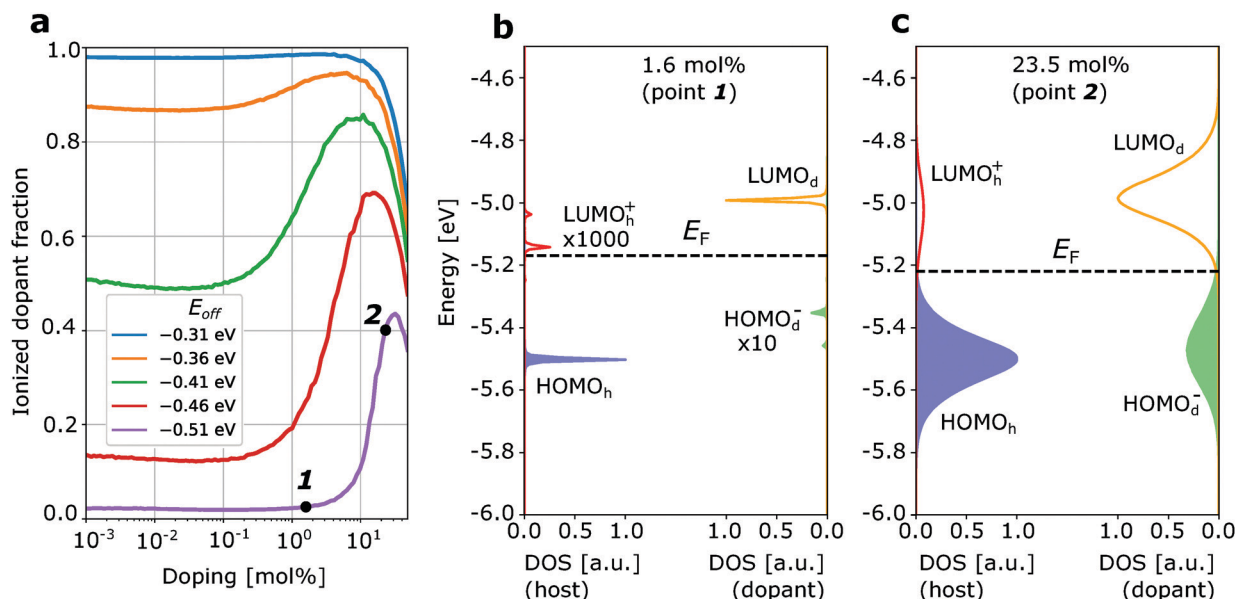 a
Ionized dopant fraction
1.0
0.8
0.6
0.4
0.2
0.0
E_off
−0.31 eV
−0.36 eV
−0.41 eV
−0.46 eV
−0.51 eV
1
2
10⁻³
10⁻²
10⁻¹
10⁰
10¹
Doping [mol%]
b
Energy [eV]
-4.6
-4.8
-5.0
-5.2
-5.4
-5.6
-5.8
-6.0
1.6 mol%
(point 1)
LUMO_d
LUMO_h⁺
x1000
E_F
HOMO_d⁻
x10
HOMO_h
0.0 0.5 1.0
1.0 0.5 0.0
DOS [a.u.]
(host)
DOS [a.u.]
(dopant)
c
-4.6
-4.8
-5.0
-5.2
-5.4
-5.6
-5.8
-6.0
23.5 mol%
(point 2)
LUMO_d
LUMO_h⁺
E_F
HOMO_d⁻
HOMO_h
0.0 0.5 1.0
1.0 0.5 0.0
DOS [a.u.]
(host)
DOS [a.u.]
(dopant)